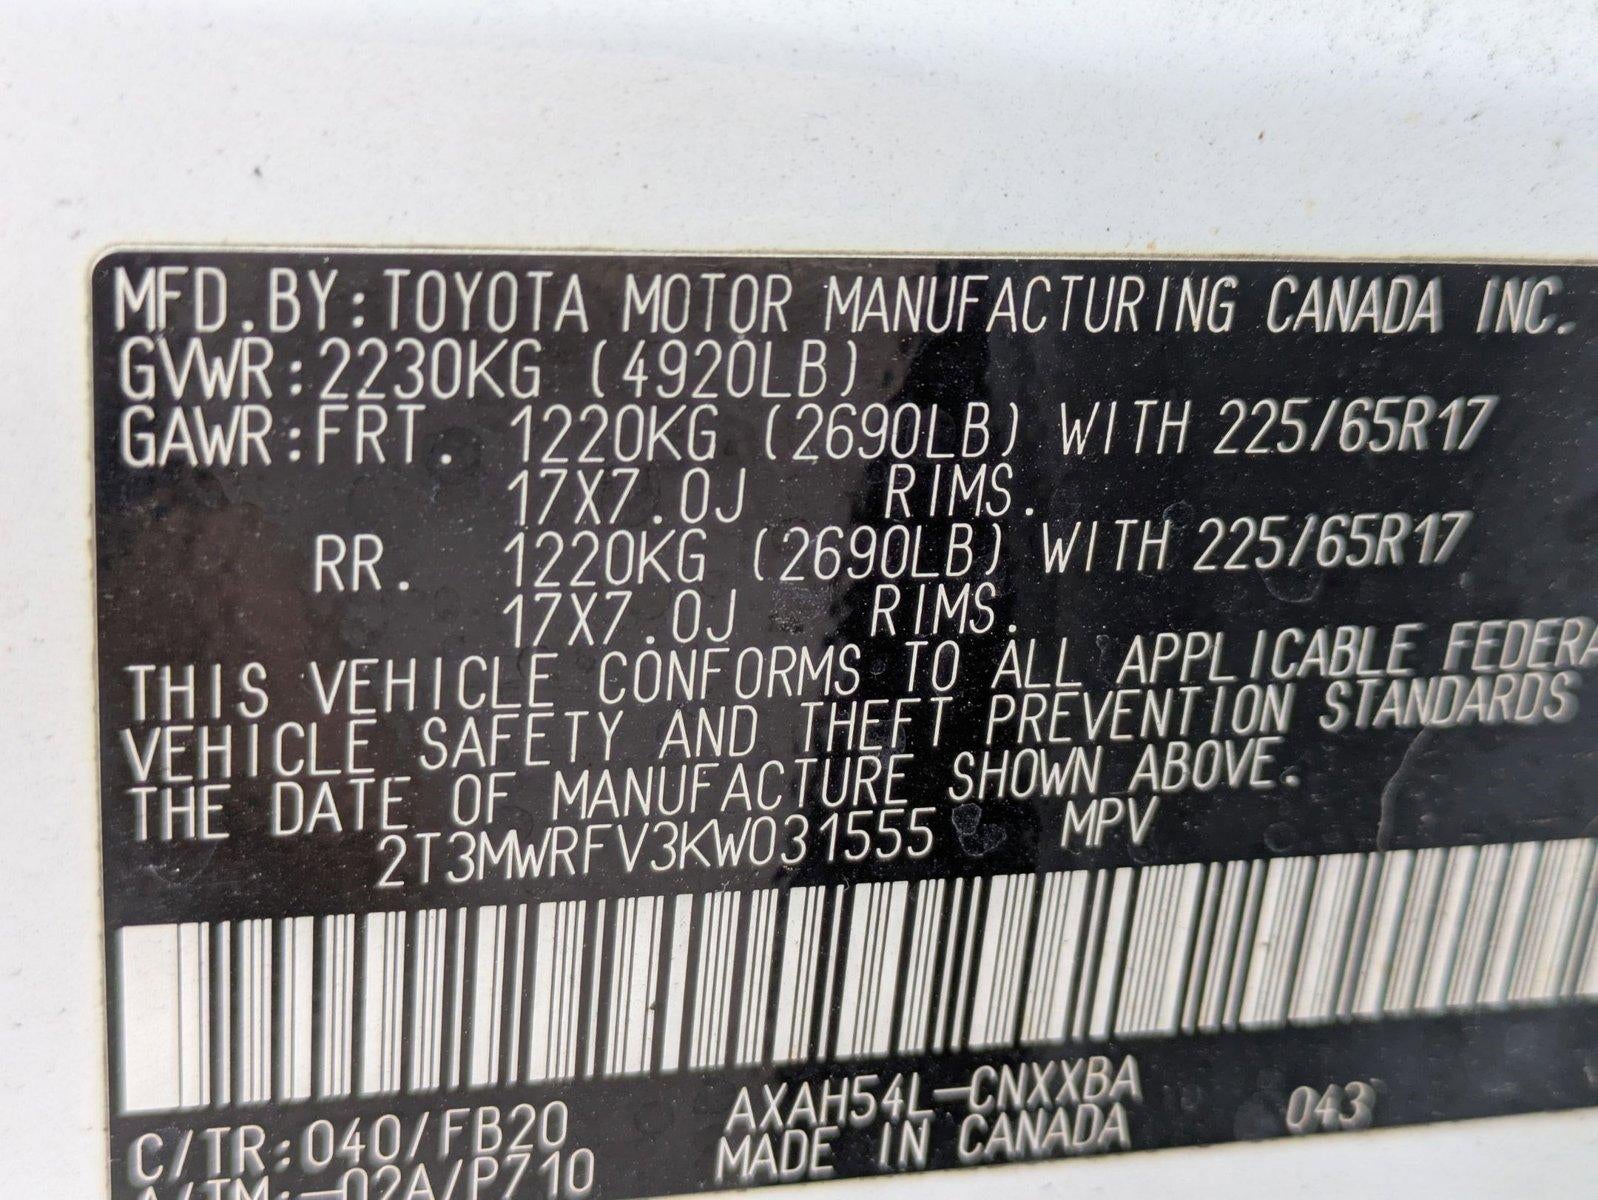 MFD.BY:TOYOTA MOTOR MANUFACTURING CANADA INC.
GVWR:2230KG (4920LB)
GAWR:FRT. 1220KG (2690LB) WITH 225/65R17
17X7.0J RIMS.
RR. 1220KG (2690LB) WITH 225/65R17
17X7.0J RIMS.
THIS VEHICLE CONFORMS TO ALL APPLICABLE FEDERA
VEHICLE SAFETY AND THEFT PREVENTION STANDARDS
THE DATE OF MANUFACTURE SHOWN ABOVE.
2T3MWRFV3KW031555 MPV
C/TR:040/FB20 AXAH54L-CNXXBA 043
A/TM:-02A/P710 MADE IN CANADA